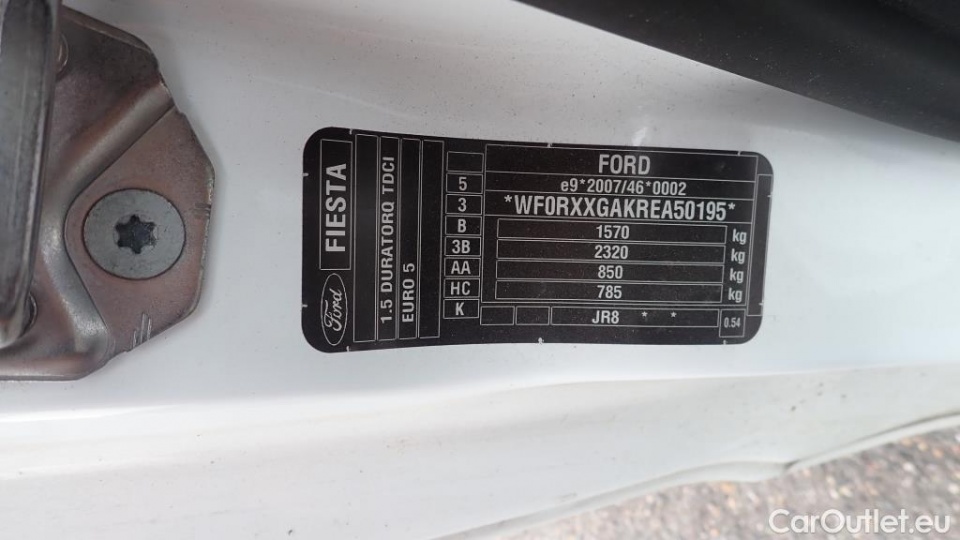 FORD
e9*2007/46*0002
*WF0RXXGAKREA50195*
1570 kg
2320 kg
850 kg
785 kg
JR8 * *
0.54
5
3
B
3B
AA
HC
K
Ford
FIESTA
1.5 DURATORQ TDCI
EURO 5
CarOutlet.eu